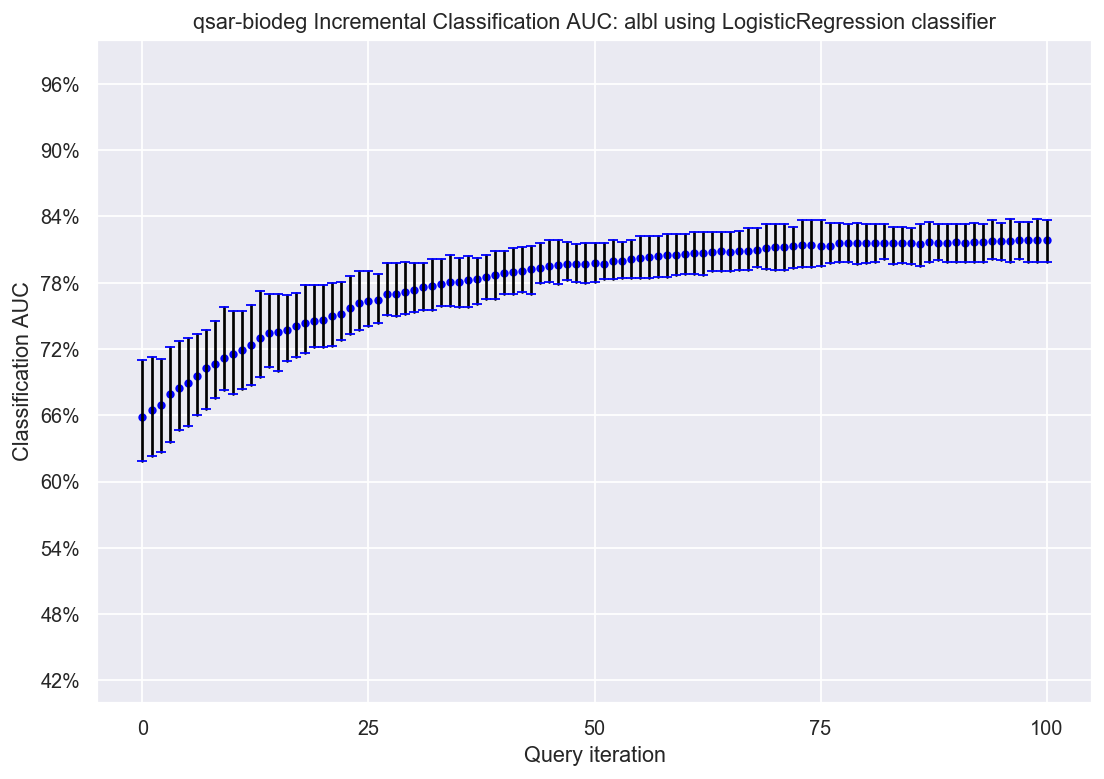 qsar-biodeg Incremental Classification AUC: albl using LogisticRegression classifier
96%
90%
84%
78%
72%
66%
60%
54%
48%
42%
Classification AUC
0 25 50 75 100
Query iteration